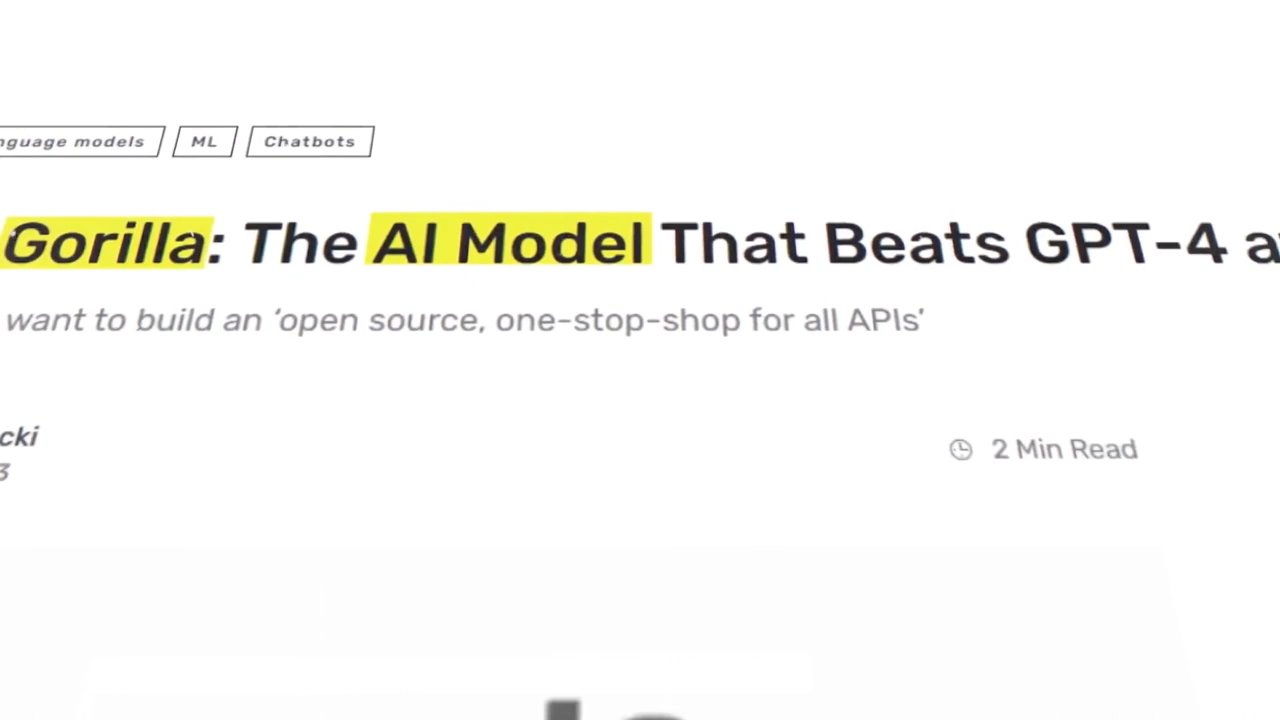 nguage models ML Chatbots
Gorilla: The AI Model That Beats GPT-4 a
want to build an ‘open source, one-stop-shop for all APIs’
cki
3
2 Min Read